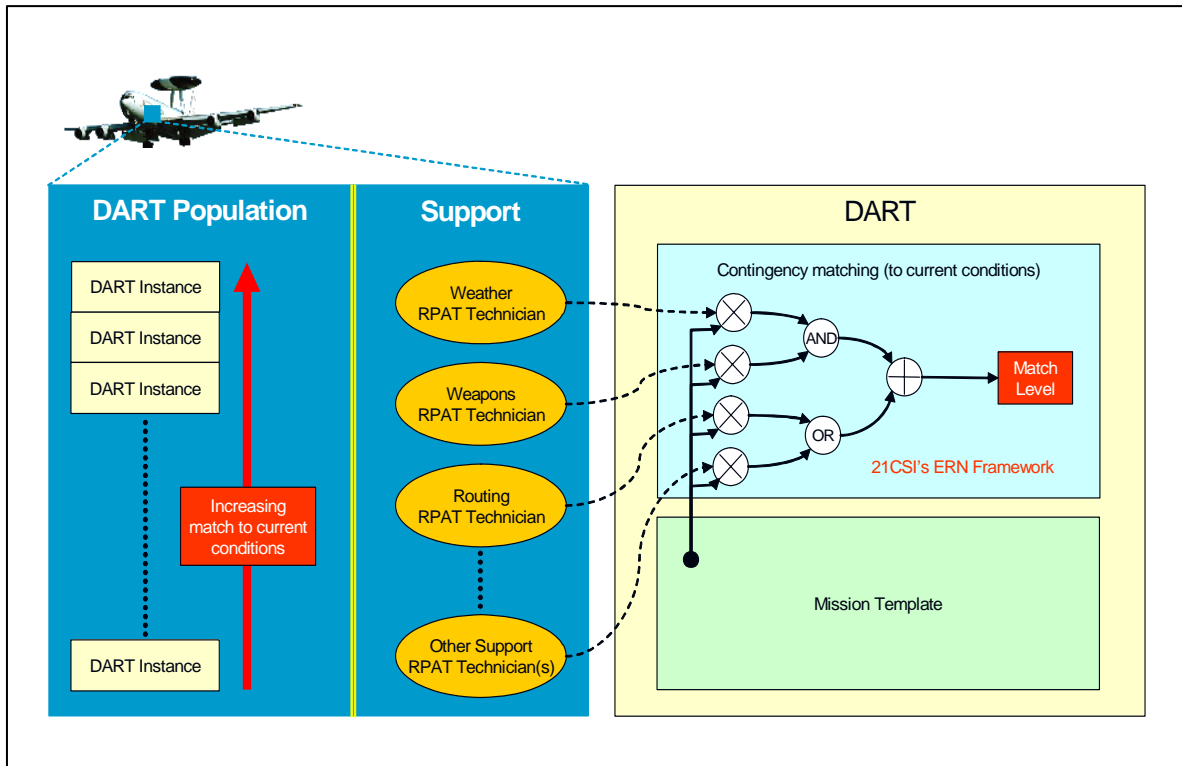 DART Population
DART Instance
DART Instance
DART Instance
Increasing
match to current
conditions
DART Instance
Support
Weather
RPAT Technician
Weapons
RPAT Technician
Routing
RPAT Technician
Other Support
RPAT Technician(s)
DART
Contingency matching (to current conditions)
AND
OR
Match
Level
21CSI's ERN Framework
Mission Template